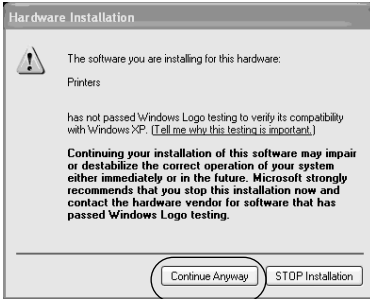 Hardware Installation
The software you are installing for this hardware:
Printers
has not passed Windows Logo testing to verify its compatibility
with Windows XP. (Tell me why this testing is important.)
Continuing your installation of this software may impair
or destabilize the correct operation of your system
either immediately or in the future. Microsoft strongly
recommends that you stop this installation now and
contact the hardware vendor for software that has
passed Windows Logo testing.
Continue Anyway
STOP Installation